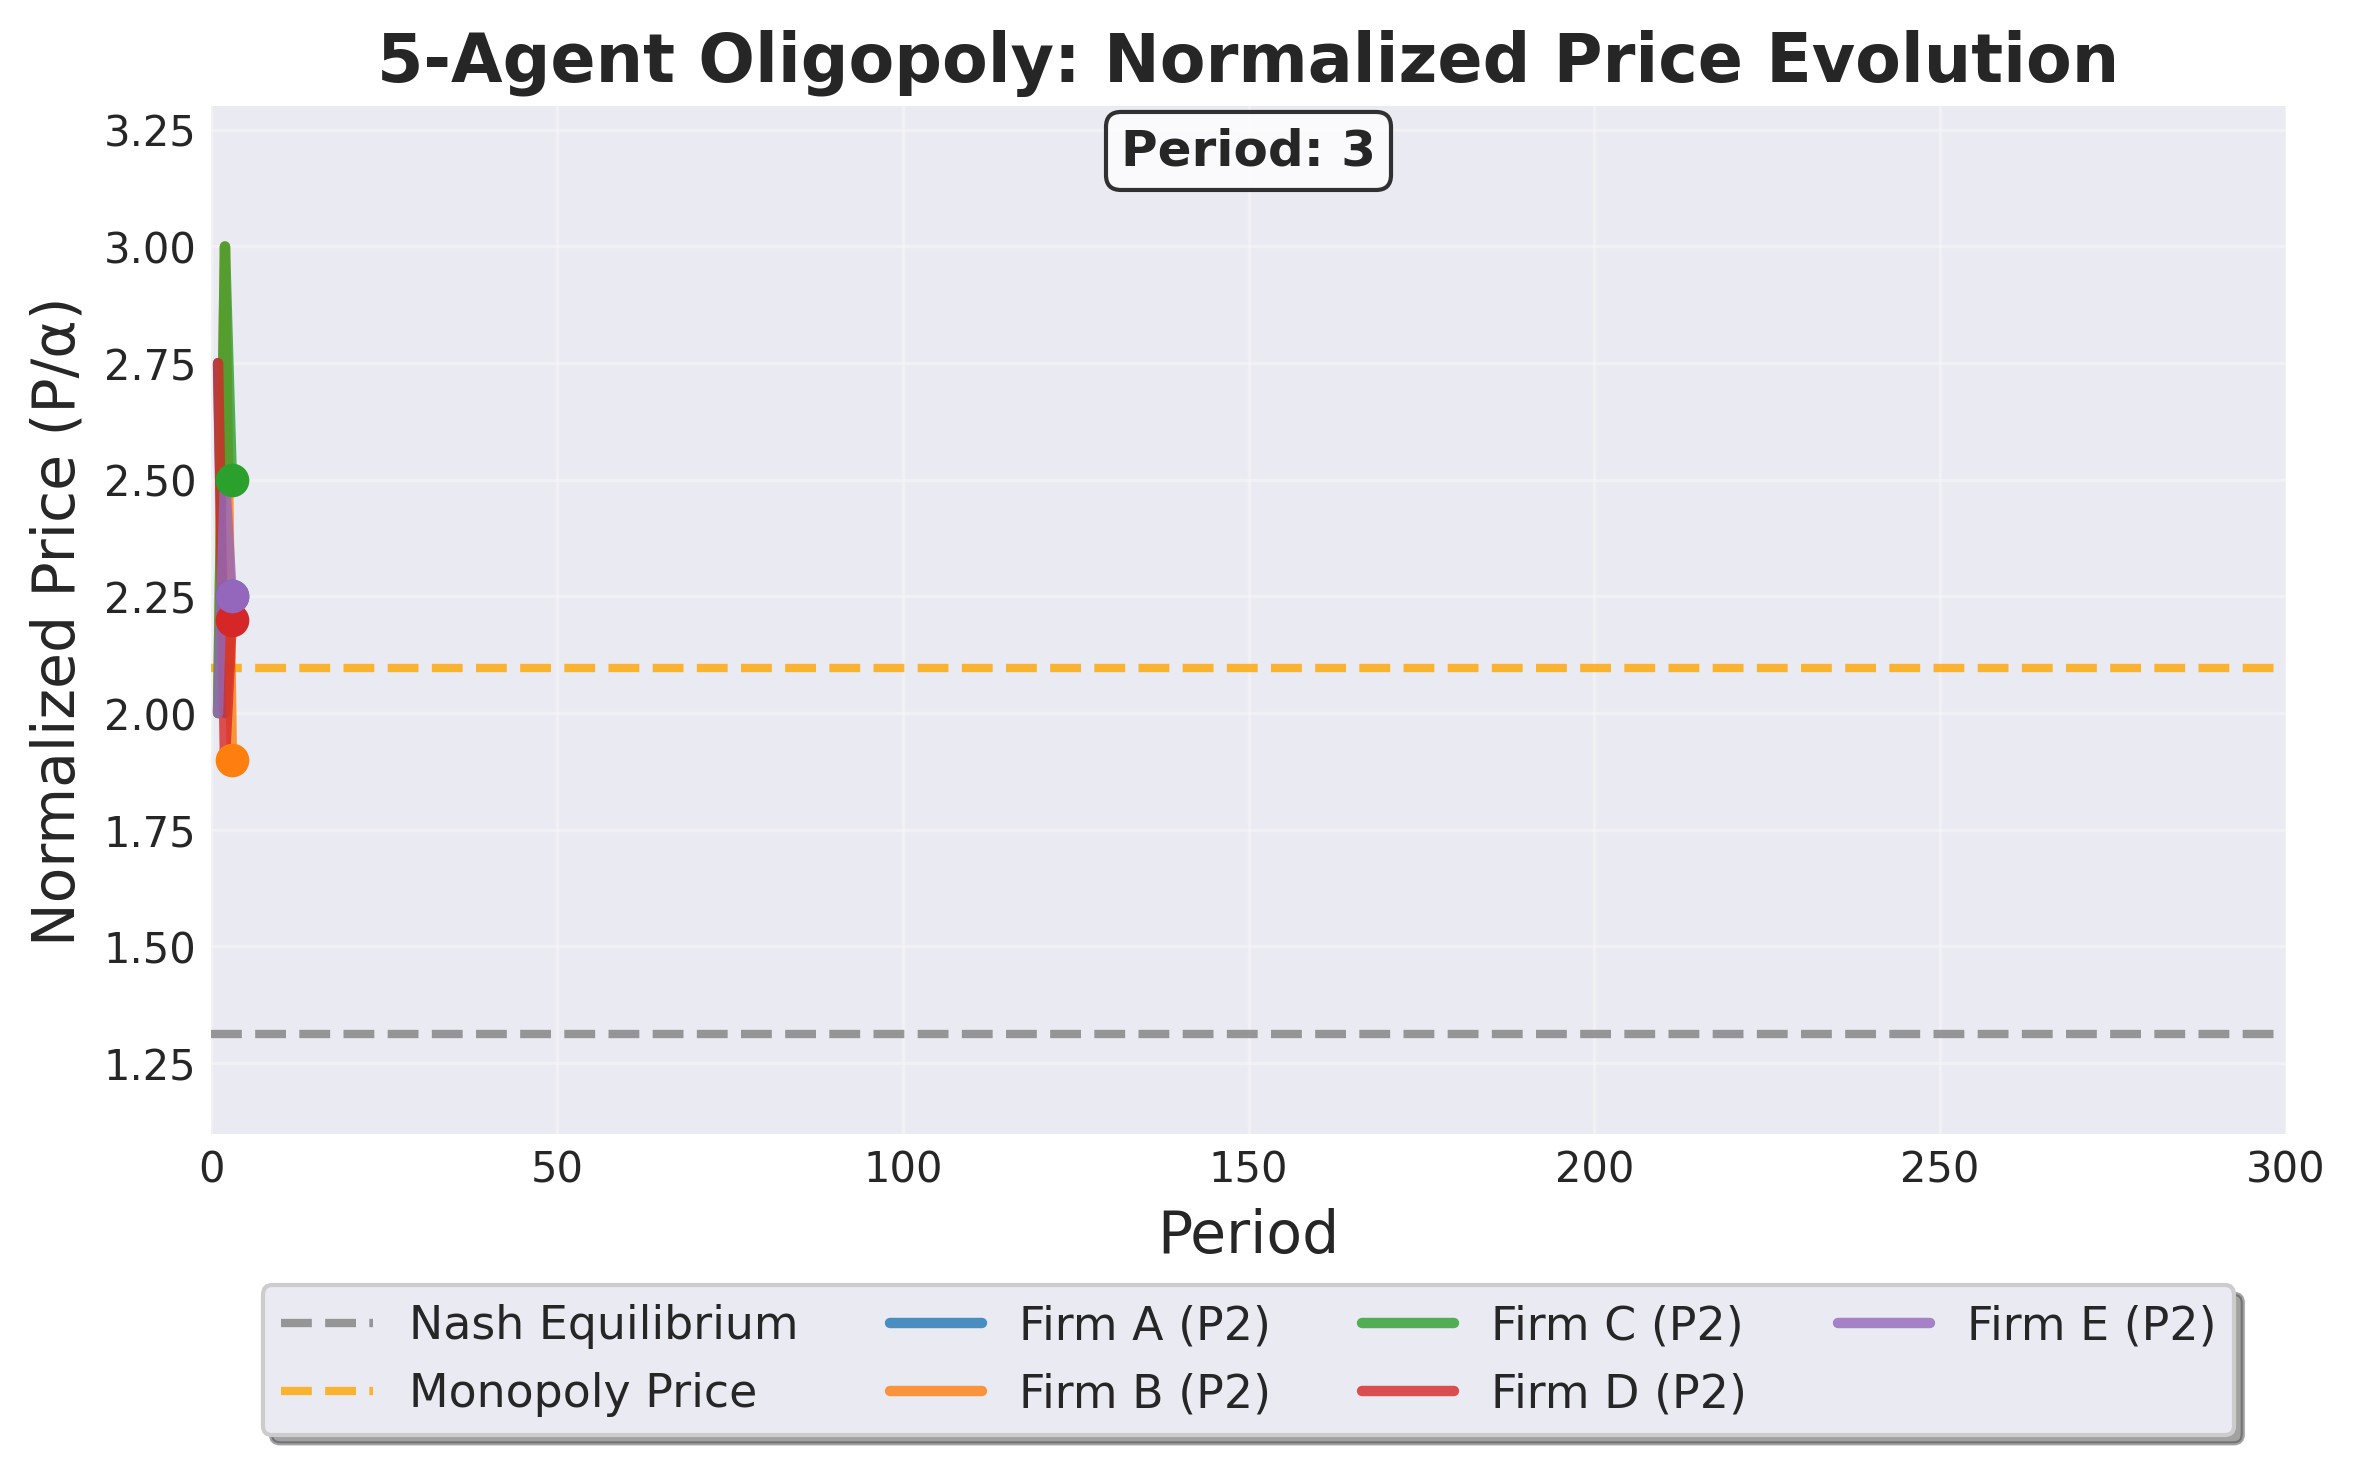 5-Agent Oligopoly: Normalized Price Evolution
Period: 3
Normalized Price (P/α)
3.25
3.00
2.75
2.50
2.25
2.00
1.75
1.50
1.25
0 50 100 150 200 250 300
Period
Nash Equilibrium
Monopoly Price
Firm A (P2)
Firm B (P2)
Firm C (P2)
Firm D (P2)
Firm E (P2)